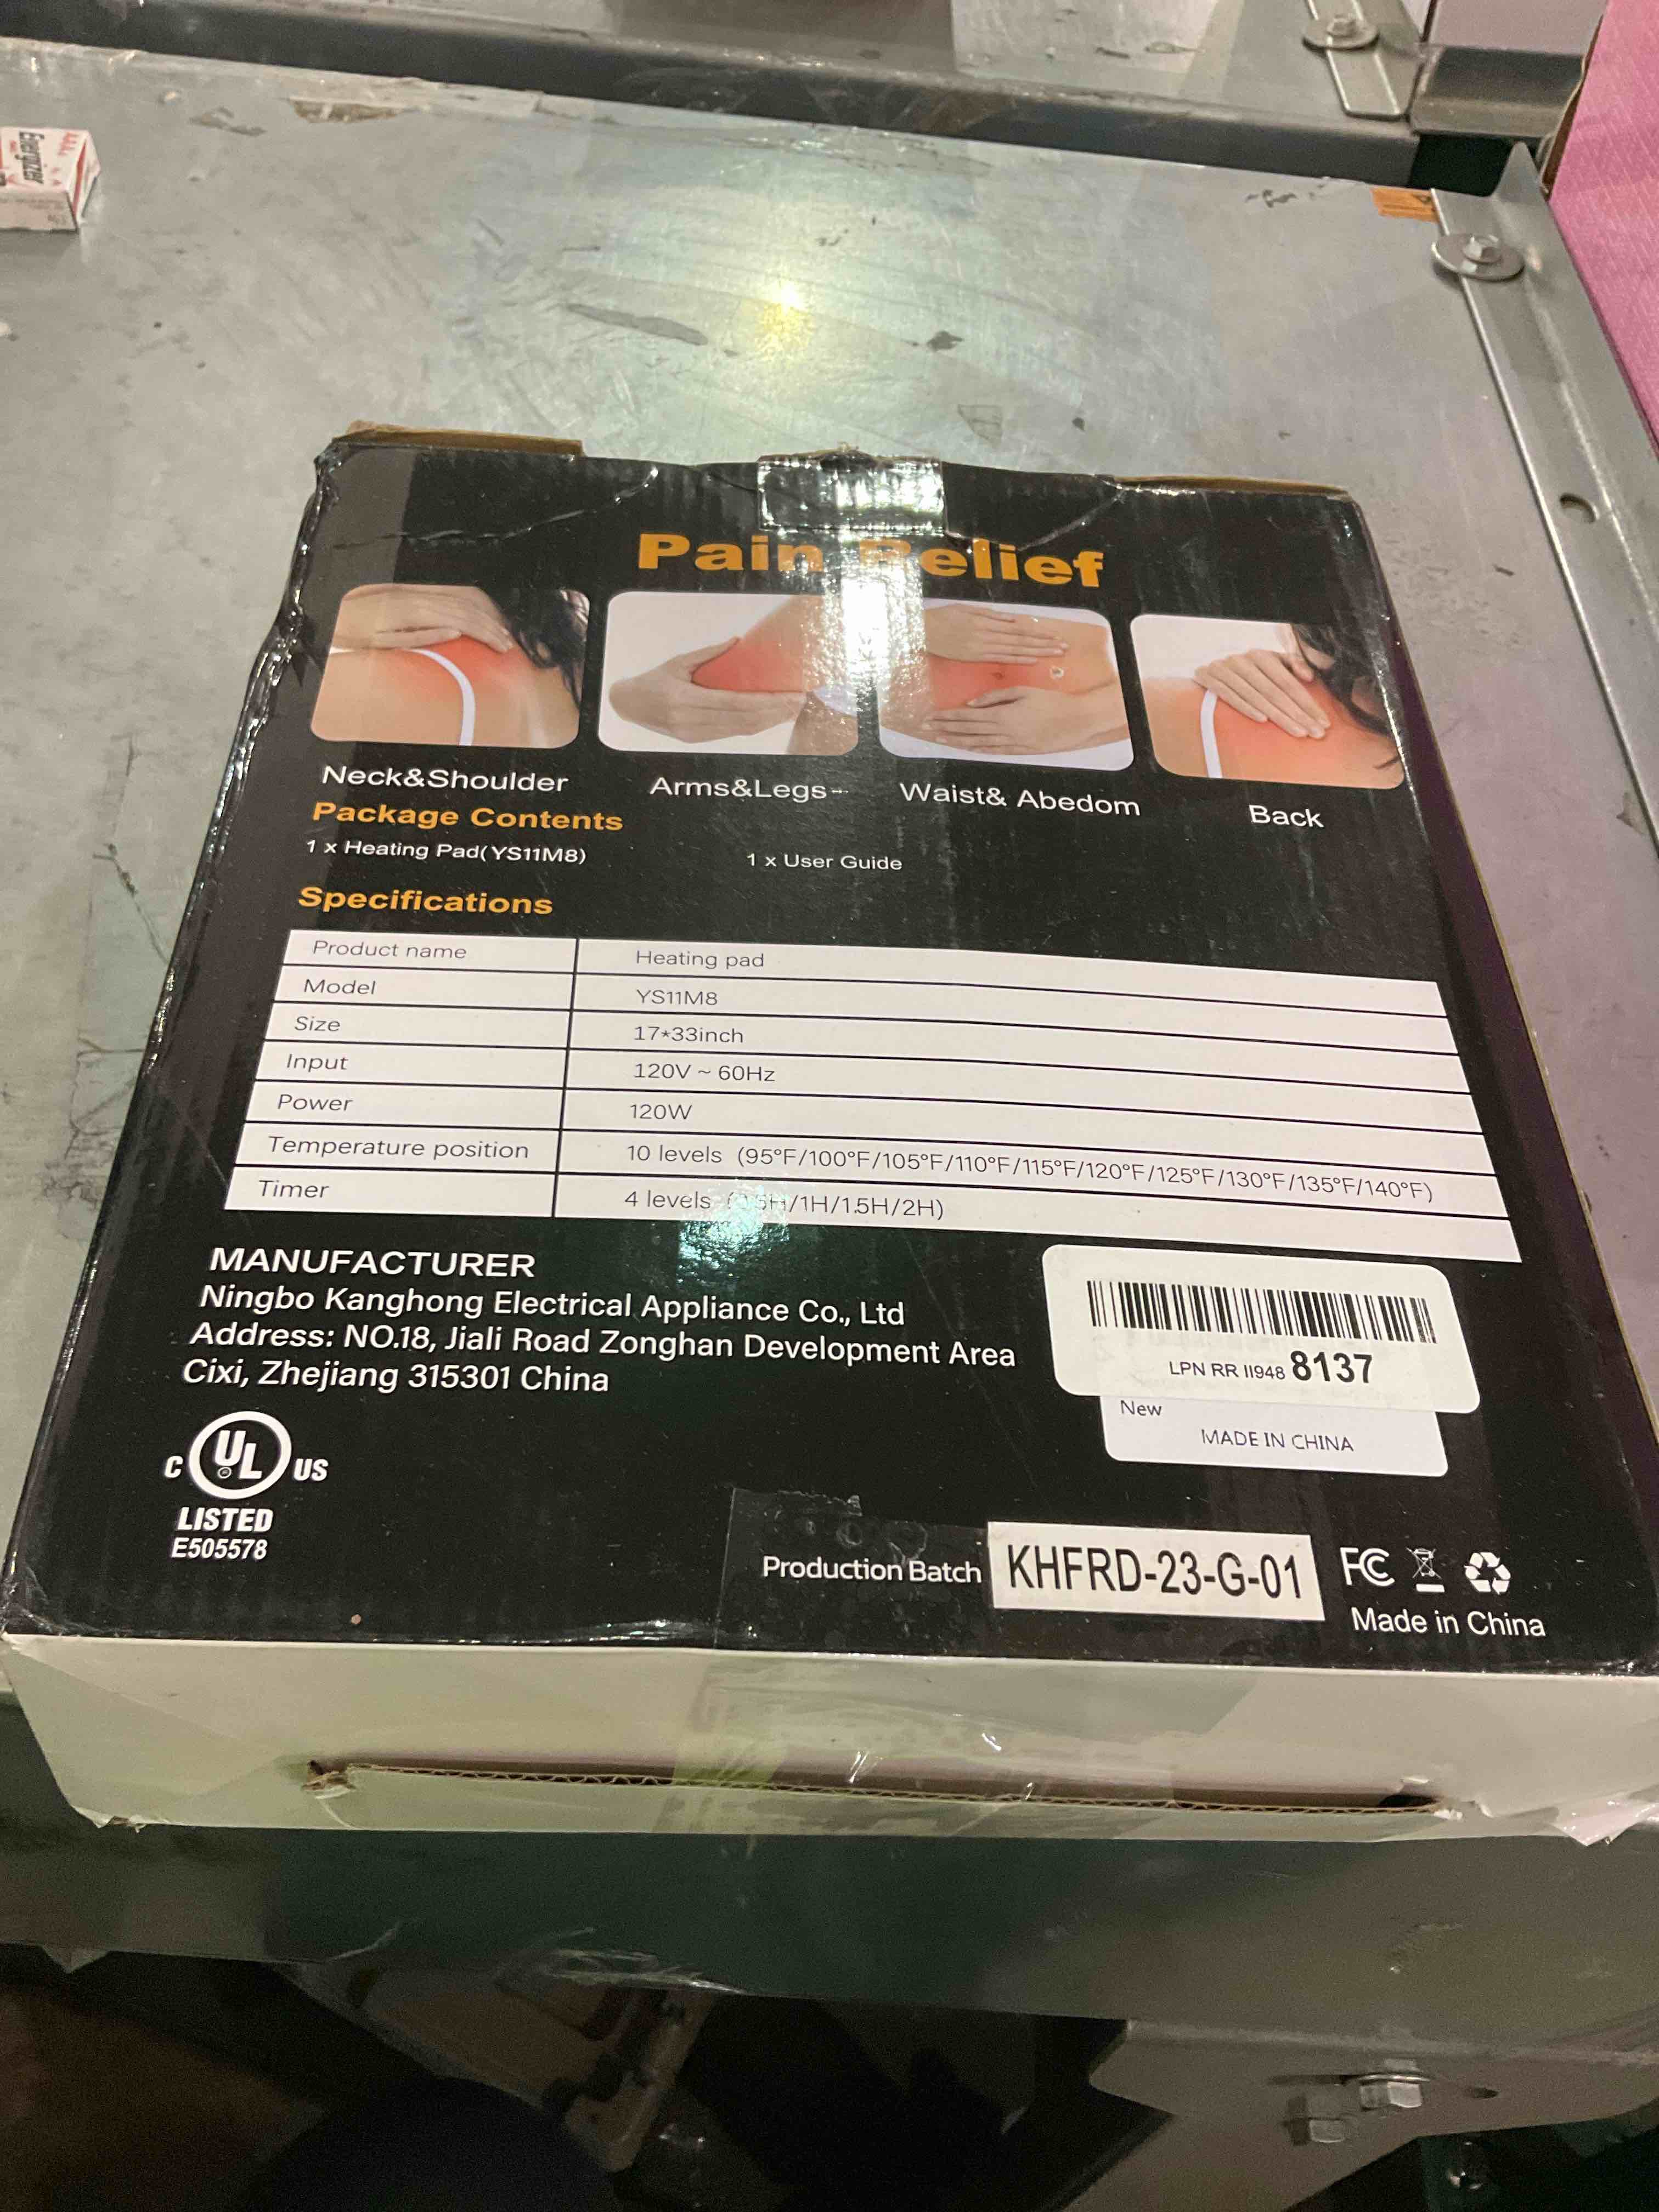 Energizer
Pain Relief
Neck&Shoulder
Arms&Legs
Waist& Abedom
Back
Package Contents
1 x Heating Pad(YS11M8)
1 x User Guide
Specifications
Product name Heating pad
Model YS11M8
Size 17*33inch
Input 120V ~ 60Hz
Power 120W
Temperature position 10 levels (95°F/100°F/105°F/110°F/115°F/120°F/125°F/130°F/135°F/140°F)
Timer 4 levels (0.5H/1H/1.5H/2H)
MANUFACTURER
Ningbo Kanghong Electrical Appliance Co., Ltd
Address: NO.18, Jiali Road Zonghan Development Area
Cixi, Zhejiang 315301 China
LPN RR II948 8137
New
MADE IN CHINA
C UL US
LISTED
E505578
Production Batch KHFRD-23-G-01
FC
Made in China